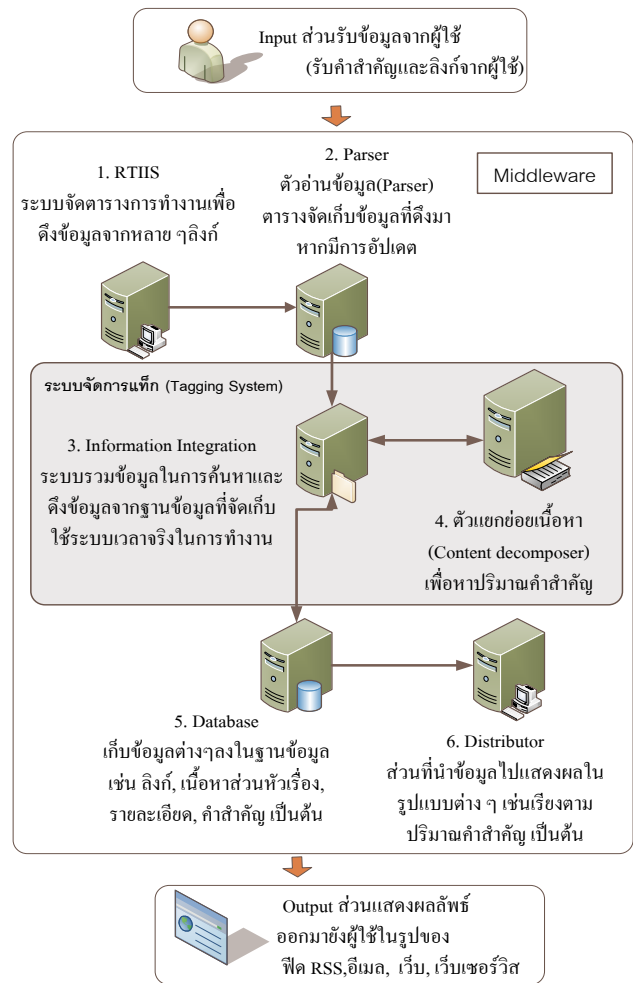 Input ส่วนรับข้อมูลจากผู้ใช้
(รับคำสำคัญและลิงก์จากผู้ใช้)
Middleware
1. RTIIS
ระบบจัดตารางการทำงานเพื่อ
ดึงข้อมูลจากหลาย ๆลิงก์
2. Parser
ตัวอ่านข้อมูล(Parser)
ตารางจัดเก็บข้อมูลที่ดึงมา
หากมีการอัปเดต
ระบบจัดการแท็ก (Tagging System)
3. Information Integration
ระบบรวมข้อมูลในการค้นหาและ
ดึงข้อมูลจากฐานข้อมูลที่จัดเก็บ
ใช้ระบบเวลาจริงในการทำงาน
4. ตัวแยกย่อยเนื้อหา
(Content decomposer)
เพื่อหาปริมาณคำสำคัญ
5. Database
เก็บข้อมูลต่างๆลงในฐานข้อมูล
เช่น ลิงก์, เนื้อหาส่วนหัวเรื่อง,
รายละเอียด, คำสำคัญ เป็นต้น
6. Distributor
ส่วนที่นำข้อมูลไปแสดงผลใน
รูปแบบต่าง ๆ เช่นเรียงตาม
ปริมาณคำสำคัญ เป็นต้น
Output ส่วนแสดงผลลัพธ์
ออกมายังผู้ใช้ในรูปของ
ฟีด RSS,อีเมล, เว็บ, เว็บเซอร์วิส